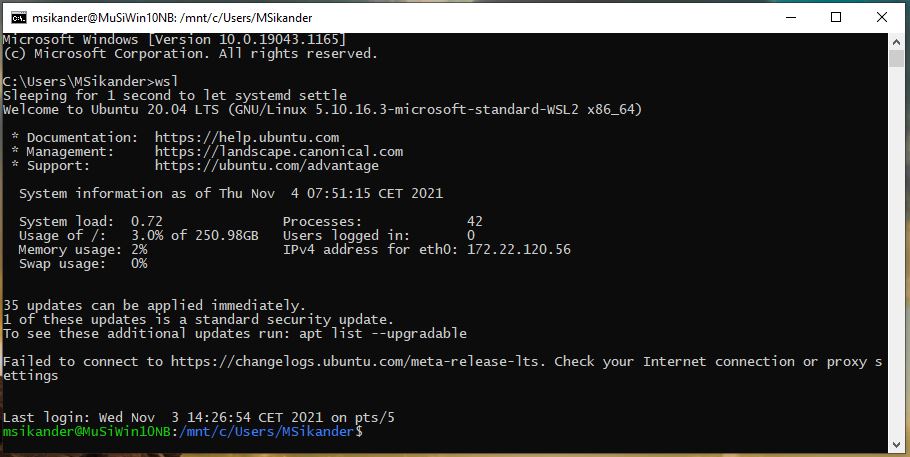 msikander@MuSiWin10NB: /mnt/c/Users/MSikander
Microsoft Windows [Version 10.0.19043.1165]
(c) Microsoft Corporation. All rights reserved.
C:\Users\MSikander>wsl
Sleeping for 1 second to let systemd settle
Welcome to Ubuntu 20.04 LTS (GNU/Linux 5.10.16.3-microsoft-standard-WSL2 x86_64)
* Documentation:  https://help.ubuntu.com
* Management:     https://landscape.canonical.com
* Support:        https://ubuntu.com/advantage
System information as of Thu Nov  4 07:51:15 CET 2021
System load:  0.72               Processes:             42
Usage of /:   3.0% of 250.98GB   Users logged in:       0
Memory usage: 2%                 IPv4 address for eth0: 172.22.120.56
Swap usage:   0%
35 updates can be applied immediately.
1 of these updates is a standard security update.
To see these additional updates run: apt list --upgradable
Failed to connect to https://changelogs.ubuntu.com/meta-release-lts. Check your Internet connection or proxy s
ettings
Last login: Wed Nov  3 14:26:54 CET 2021 on pts/5
msikander@MuSiWin10NB:/mnt/c/Users/MSikander$